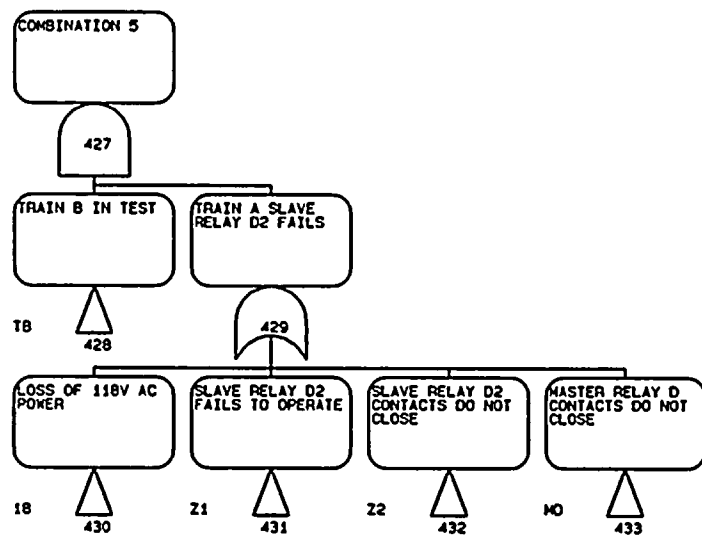 COMBINATION 5
427
TRAIN B IN TEST
TRAIN A SLAVE
RELAY D2 FAILS
TB
428
429
LOSS OF 118V AC
POWER
SLAVE RELAY D2
FAILS TO OPERATE
SLAVE RELAY D2
CONTACTS DO NOT
CLOSE
MASTER RELAY D
CONTACTS DO NOT
CLOSE
18
430
Z1
431
Z2
432
MO
433